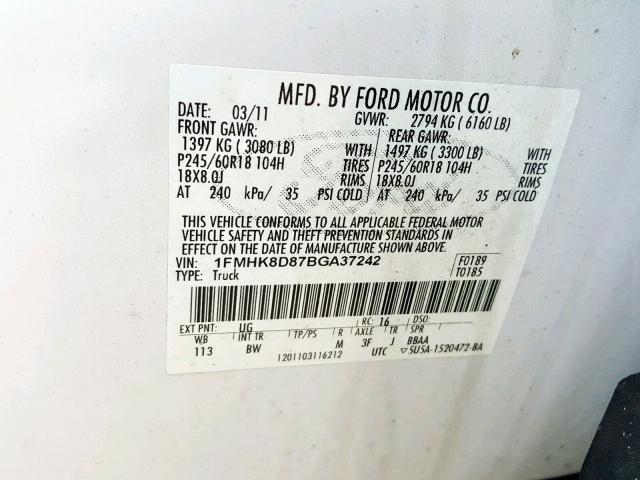 MFD. BY FORD MOTOR CO.
DATE: 03/11 GVWR: 2794 KG ( 6160 LB)
FRONT GAWR: REAR GAWR:
1397 KG ( 3080 LB) WITH 1497 KG ( 3300 LB) WITH
P245/60R18 104H TIRES P245/60R18 104H TIRES
18X8.0J RIMS 18X8.0J RIMS
AT 240 kPa/ 35 PSI COLD AT 240 kPa/ 35 PSI COLD
THIS VEHICLE CONFORMS TO ALL APPLICABLE FEDERAL MOTOR
VEHICLE SAFETY AND THEFT PREVENTION STANDARDS IN
EFFECT ON THE DATE OF MANUFACTURE SHOWN ABOVE.
VIN: 1FMHK8D87BGA37242 F0189
TYPE: Truck T0185
EXT PNT: UG RC: 16 DSO:
WB INT TR TP/PS R AXLE TR SPR
113 BW M 3F J BBAA
1201103116212 UTC ▽5U5A-1520472-BA